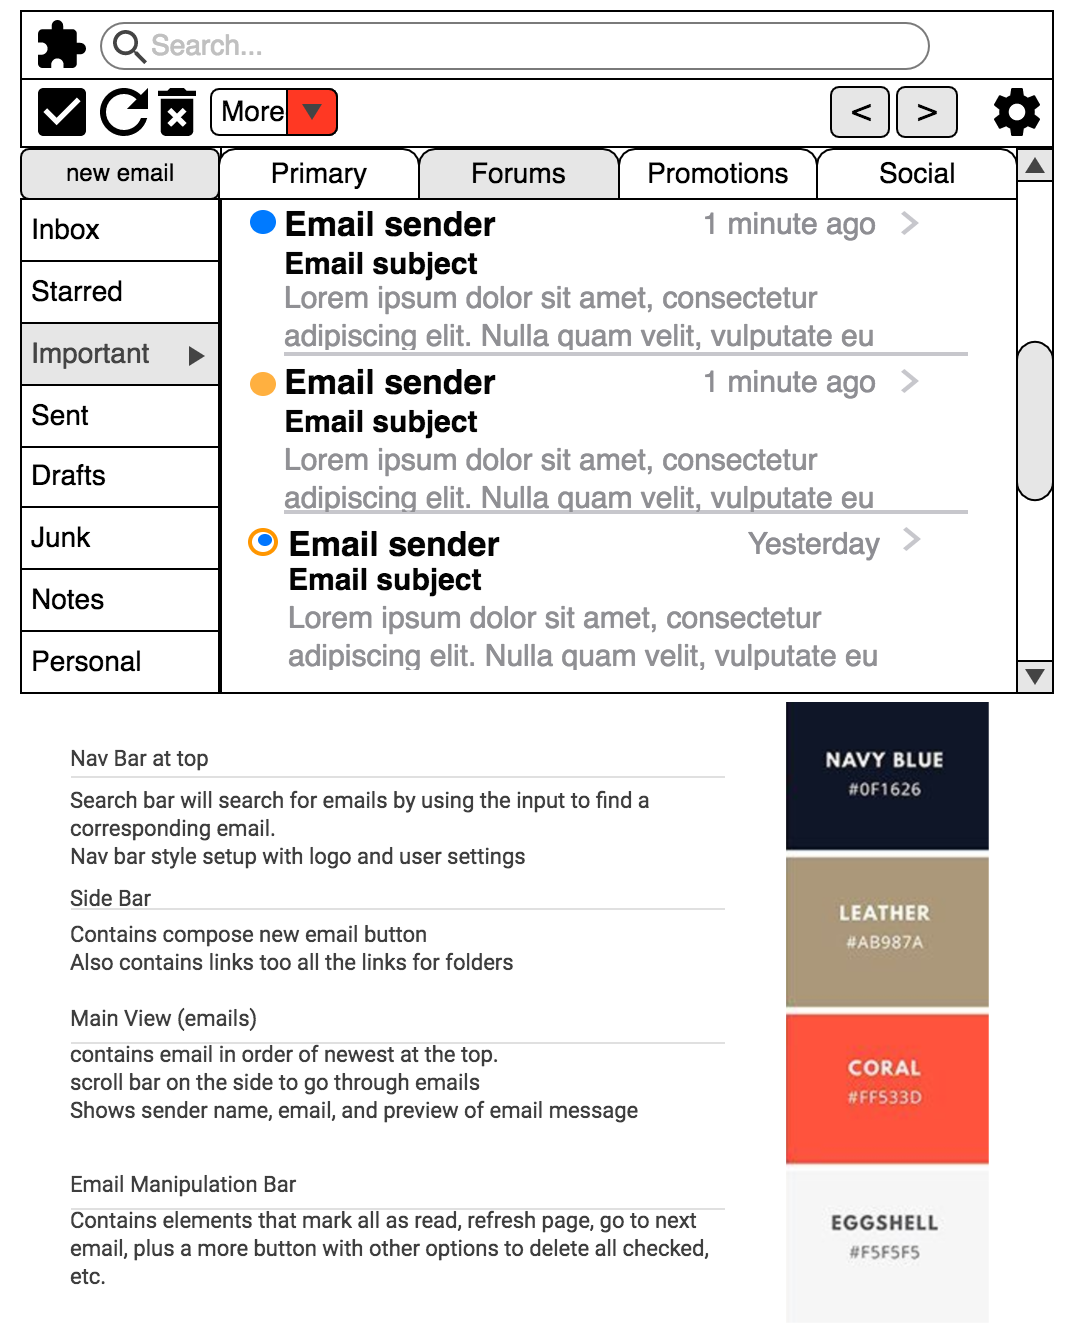 Search...
More
< >
new email
Primary
Forums
Promotions
Social
Inbox
Starred
Important
Sent
Drafts
Junk
Notes
Personal
Email sender 1 minute ago
Email subject
Lorem ipsum dolor sit amet, consectetur
adipiscing elit. Nulla quam velit, vulputate eu
Email sender 1 minute ago
Email subject
Lorem ipsum dolor sit amet, consectetur
adipiscing elit. Nulla quam velit, vulputate eu
Email sender Yesterday
Email subject
Lorem ipsum dolor sit amet, consectetur
adipiscing elit. Nulla quam velit, vulputate eu
Nav Bar at top
Search bar will search for emails by using the input to find a
corresponding email.
Nav bar style setup with logo and user settings
Side Bar
Contains compose new email button
Also contains links too all the links for folders
Main View (emails)
contains email in order of newest at the top.
scroll bar on the side to go through emails
Shows sender name, email, and preview of email message
Email Manipulation Bar
Contains elements that mark all as read, refresh page, go to next
email, plus a more button with other options to delete all checked,
etc.
NAVY BLUE
#0F1626
LEATHER
#AB987A
CORAL
#FF533D
EGGSHELL
#F5F5F5